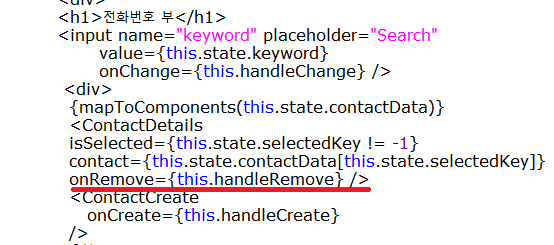 <div>
<h1>전화번호 부</h1>
<input name="keyword" placeholder="Search"
value={this.state.keyword}
onChange={this.handleChange} />
<div>
{mapToComponents(this.state.contactData)}
<ContactDetails
isSelected={this.state.selectedKey != -1}
contact={this.state.contactData[this.state.selectedKey]}
onRemove={this.handleRemove} />
<ContactCreate
onCreate={this.handleCreate}
/>